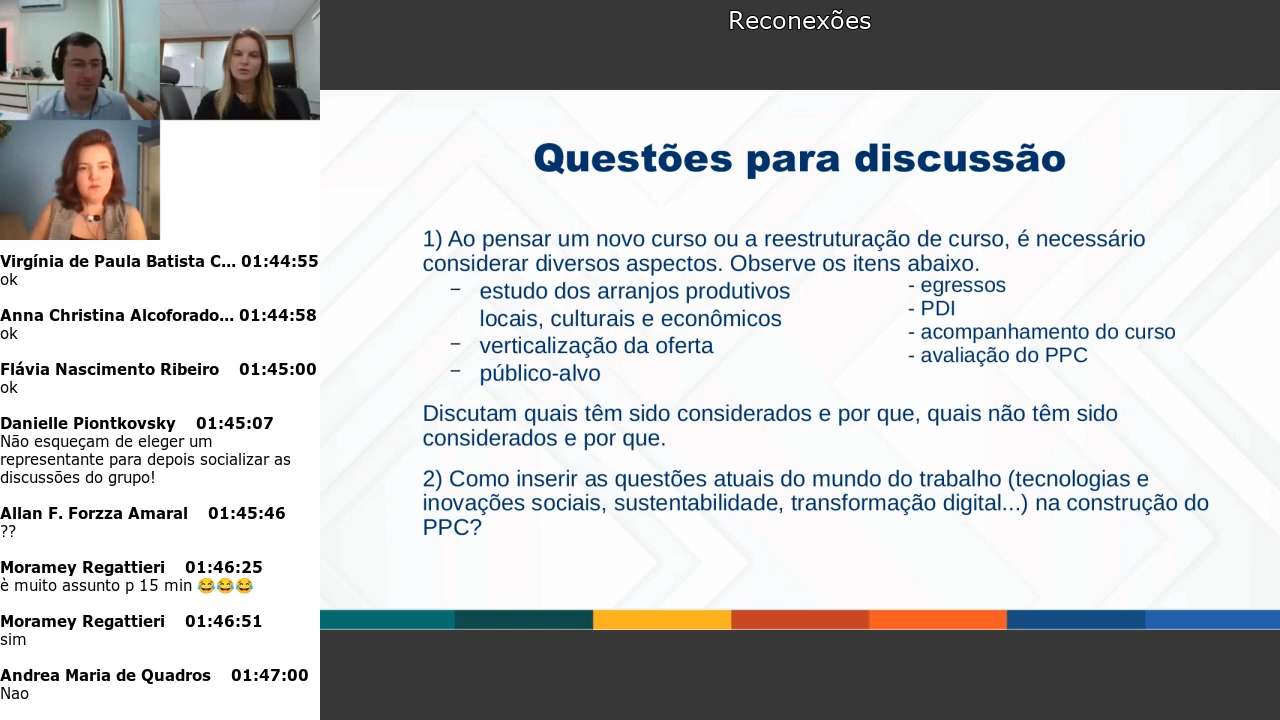 Reconexões
Virgínia de Paula Batista C... 01:44:55
ok
Anna Christina Alcoforado... 01:44:58
ok
Flávia Nascimento Ribeiro 01:45:00
ok
Danielle Piontkovsky 01:45:07
Não esqueçam de eleger um
representante para depois socializar as
discussões do grupo!
Allan F. Forzza Amaral 01:45:46
??
Moramey Regattieri 01:46:25
è muito assunto p 15 min 😂😂😂
Moramey Regattieri 01:46:51
sim
Andrea Maria de Quadros 01:47:00
Nao
Questões para discussão
1) Ao pensar um novo curso ou a reestruturação de curso, é necessário
considerar diversos aspectos. Observe os itens abaixo.
– estudo dos arranjos produtivos
locais, culturais e econômicos
– verticalização da oferta
– público-alvo
- egressos
- PDI
- acompanhamento do curso
- avaliação do PPC
Discutam quais têm sido considerados e por que, quais não têm sido
considerados e por que.
2) Como inserir as questões atuais do mundo do trabalho (tecnologias e
inovações sociais, sustentabilidade, transformação digital...) na construção do
PPC?